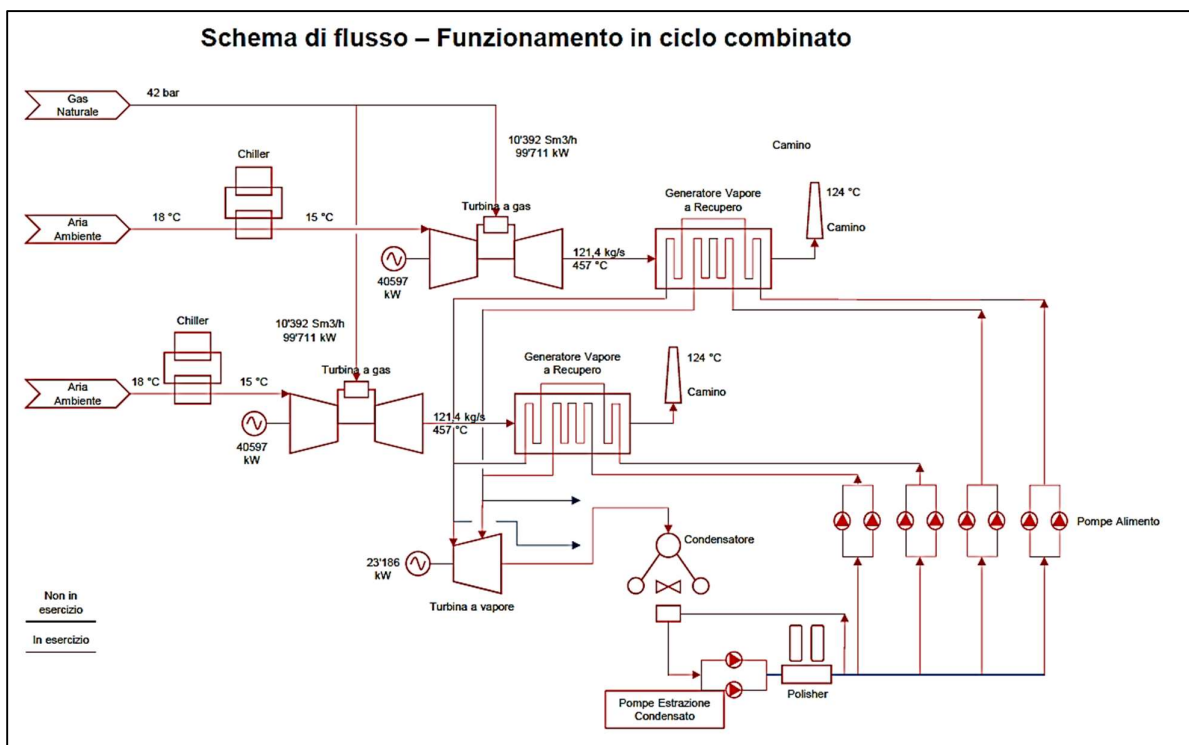 Schema di flusso – Funzionamento in ciclo combinato
Gas
Naturale
42 bar
10'392 Sm3/h
99'711 kW
Camino
Chiller
124 °C
Generatore Vapore
a Recupero
Turbina a gas
Aria
Ambiente
18 °C
15 °C
Camino
121,4 kg/s
457 °C
40597
kW
Chiller
10'392 Sm3/h
99'711 kW
Turbina a gas
Generatore Vapore
a Recupero
124 °C
Camino
Aria
Ambiente
18 °C
15 °C
121,4 kg/s
457 °C
40597
kW
Pompe Alimento
Condensatore
23'186
kW
Turbina a vapore
Non in
esercizio
In esercizio
Polisher
Pompe Estrazione
Condensato